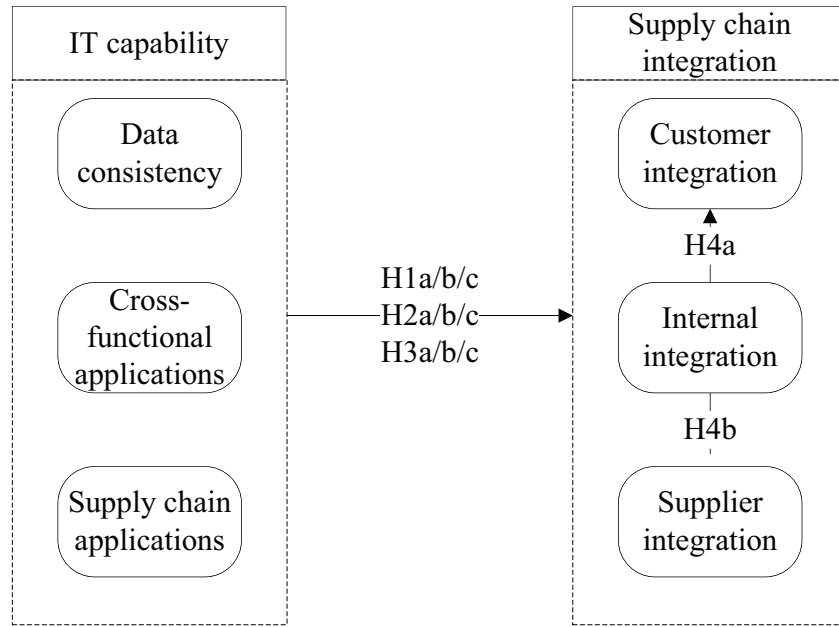 IT capability
Data
consistency
Cross-
functional
applications
Supply chain
applications
H1a/b/c
H2a/b/c
H3a/b/c
Supply chain
integration
Customer
integration
H4a
Internal
integration
H4b
Supplier
integration